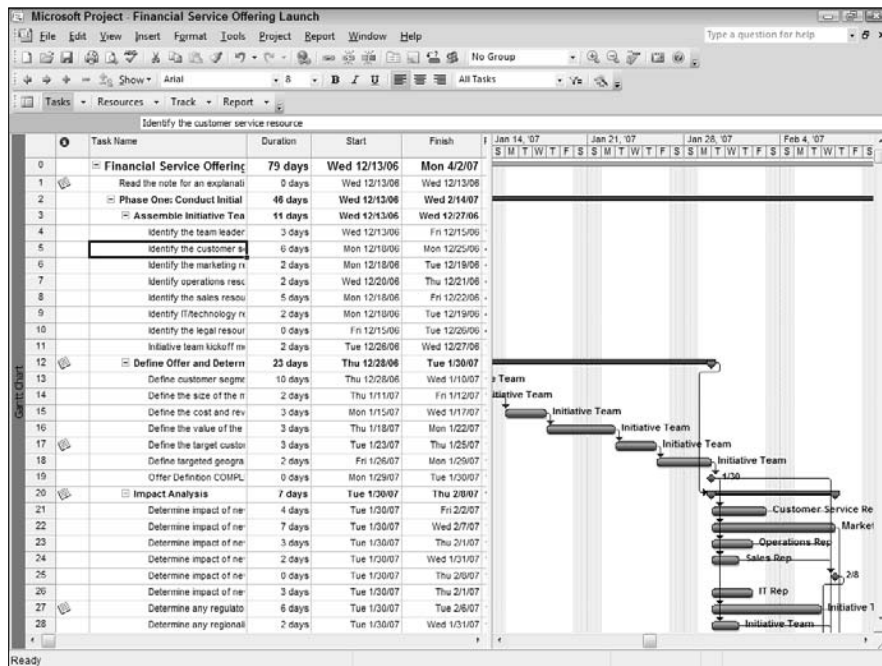 Microsoft Project - Financial Service Offering Launch
File Edit View Insert Format Tools Project Report Window Help
Type a question for help
No Group
Show Arial 8 B I U All Tasks
Tasks Resources Track Report
Identify the customer service resource
Task Name Duration Start Finish Jan 14, '07 Jan 21, '07 Jan 28, '07 Feb 4, '07
S M T W T F S S M T W T F S S M T W T F S S M T W T F S
0 Financial Service Offering 79 days Wed 12/13/06 Mon 4/2/07
1 Read the note for an explanati 0 days Wed 12/13/06 Wed 12/13/06
2 Phase One: Conduct Initial 46 days Wed 12/13/06 Wed 2/14/07
3 Assemble Initiative Tea 11 days Wed 12/13/06 Wed 12/27/06
4 Identify the team leader 3 days Wed 12/13/06 Fri 12/15/06
5 Identify the customer se 6 days Mon 12/18/06 Mon 12/25/06
6 Identify the marketing re 2 days Mon 12/18/06 Tue 12/19/06
7 Identify operations reso 2 days Wed 12/20/06 Thu 12/21/06
8 Identify the sales resou 5 days Mon 12/18/06 Fri 12/22/06
9 Identify IT/technology re 2 days Mon 12/18/06 Tue 12/19/06
10 Identify the legal resour 0 days Fri 12/15/06 Tue 12/26/06
11 Initiative team kickoff me 2 days Tue 12/26/06 Wed 12/27/06
12 Define Offer and Determ 23 days Thu 12/28/06 Tue 1/30/07
13 Define customer segme 10 days Thu 12/28/06 Wed 1/10/07 e Team
14 Define the size of the m 2 days Thu 1/11/07 Fri 1/12/07 itiative Team
15 Define the cost and rev 3 days Mon 1/15/07 Wed 1/17/07 Initiative Team
16 Define the value of the 3 days Thu 1/18/07 Mon 1/22/07 Initiative Team
17 Define the target custor 3 days Tue 1/23/07 Thu 1/25/07 Initiative Team
18 Define targeted geogra 2 days Fri 1/26/07 Mon 1/29/07 Initiative Team
19 Offer Definition COMPL 0 days Mon 1/29/07 Tue 1/30/07 1/30
20 Impact Analysis 7 days Tue 1/30/07 Thu 2/8/07
21 Determine impact of ne 4 days Tue 1/30/07 Fri 2/2/07 Customer Service Re
22 Determine impact of ne 7 days Tue 1/30/07 Wed 2/7/07 Market
23 Determine impact of ne 3 days Tue 1/30/07 Thu 2/1/07 Operations Rep
24 Determine impact of ne 2 days Tue 1/30/07 Wed 1/31/07 Sales Rep
25 Determine impact of ne 0 days Tue 1/30/07 Thu 2/8/07 2/8
26 Determine impact of ne 3 days Tue 1/30/07 Thu 2/1/07 IT Rep
27 Determine any regulato 6 days Tue 1/30/07 Tue 2/6/07 Initiative T
28 Determine any regionali 2 days Tue 1/30/07 Wed 1/31/07 Initiative Team
Gantt Chart
Ready